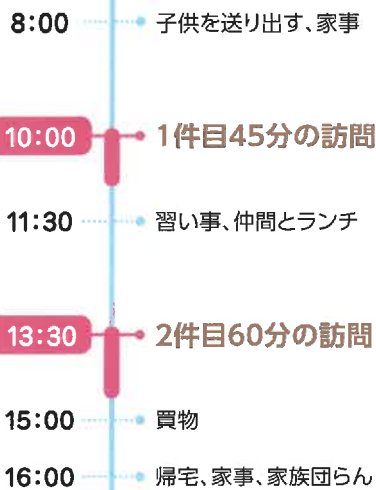 8:00 子供を送り出す、家事
10:00 1件目45分の訪問
11:30 習い事、仲間とランチ
13:30 2件目60分の訪問
15:00 買物
16:00 帰宅、家事、家族団らん